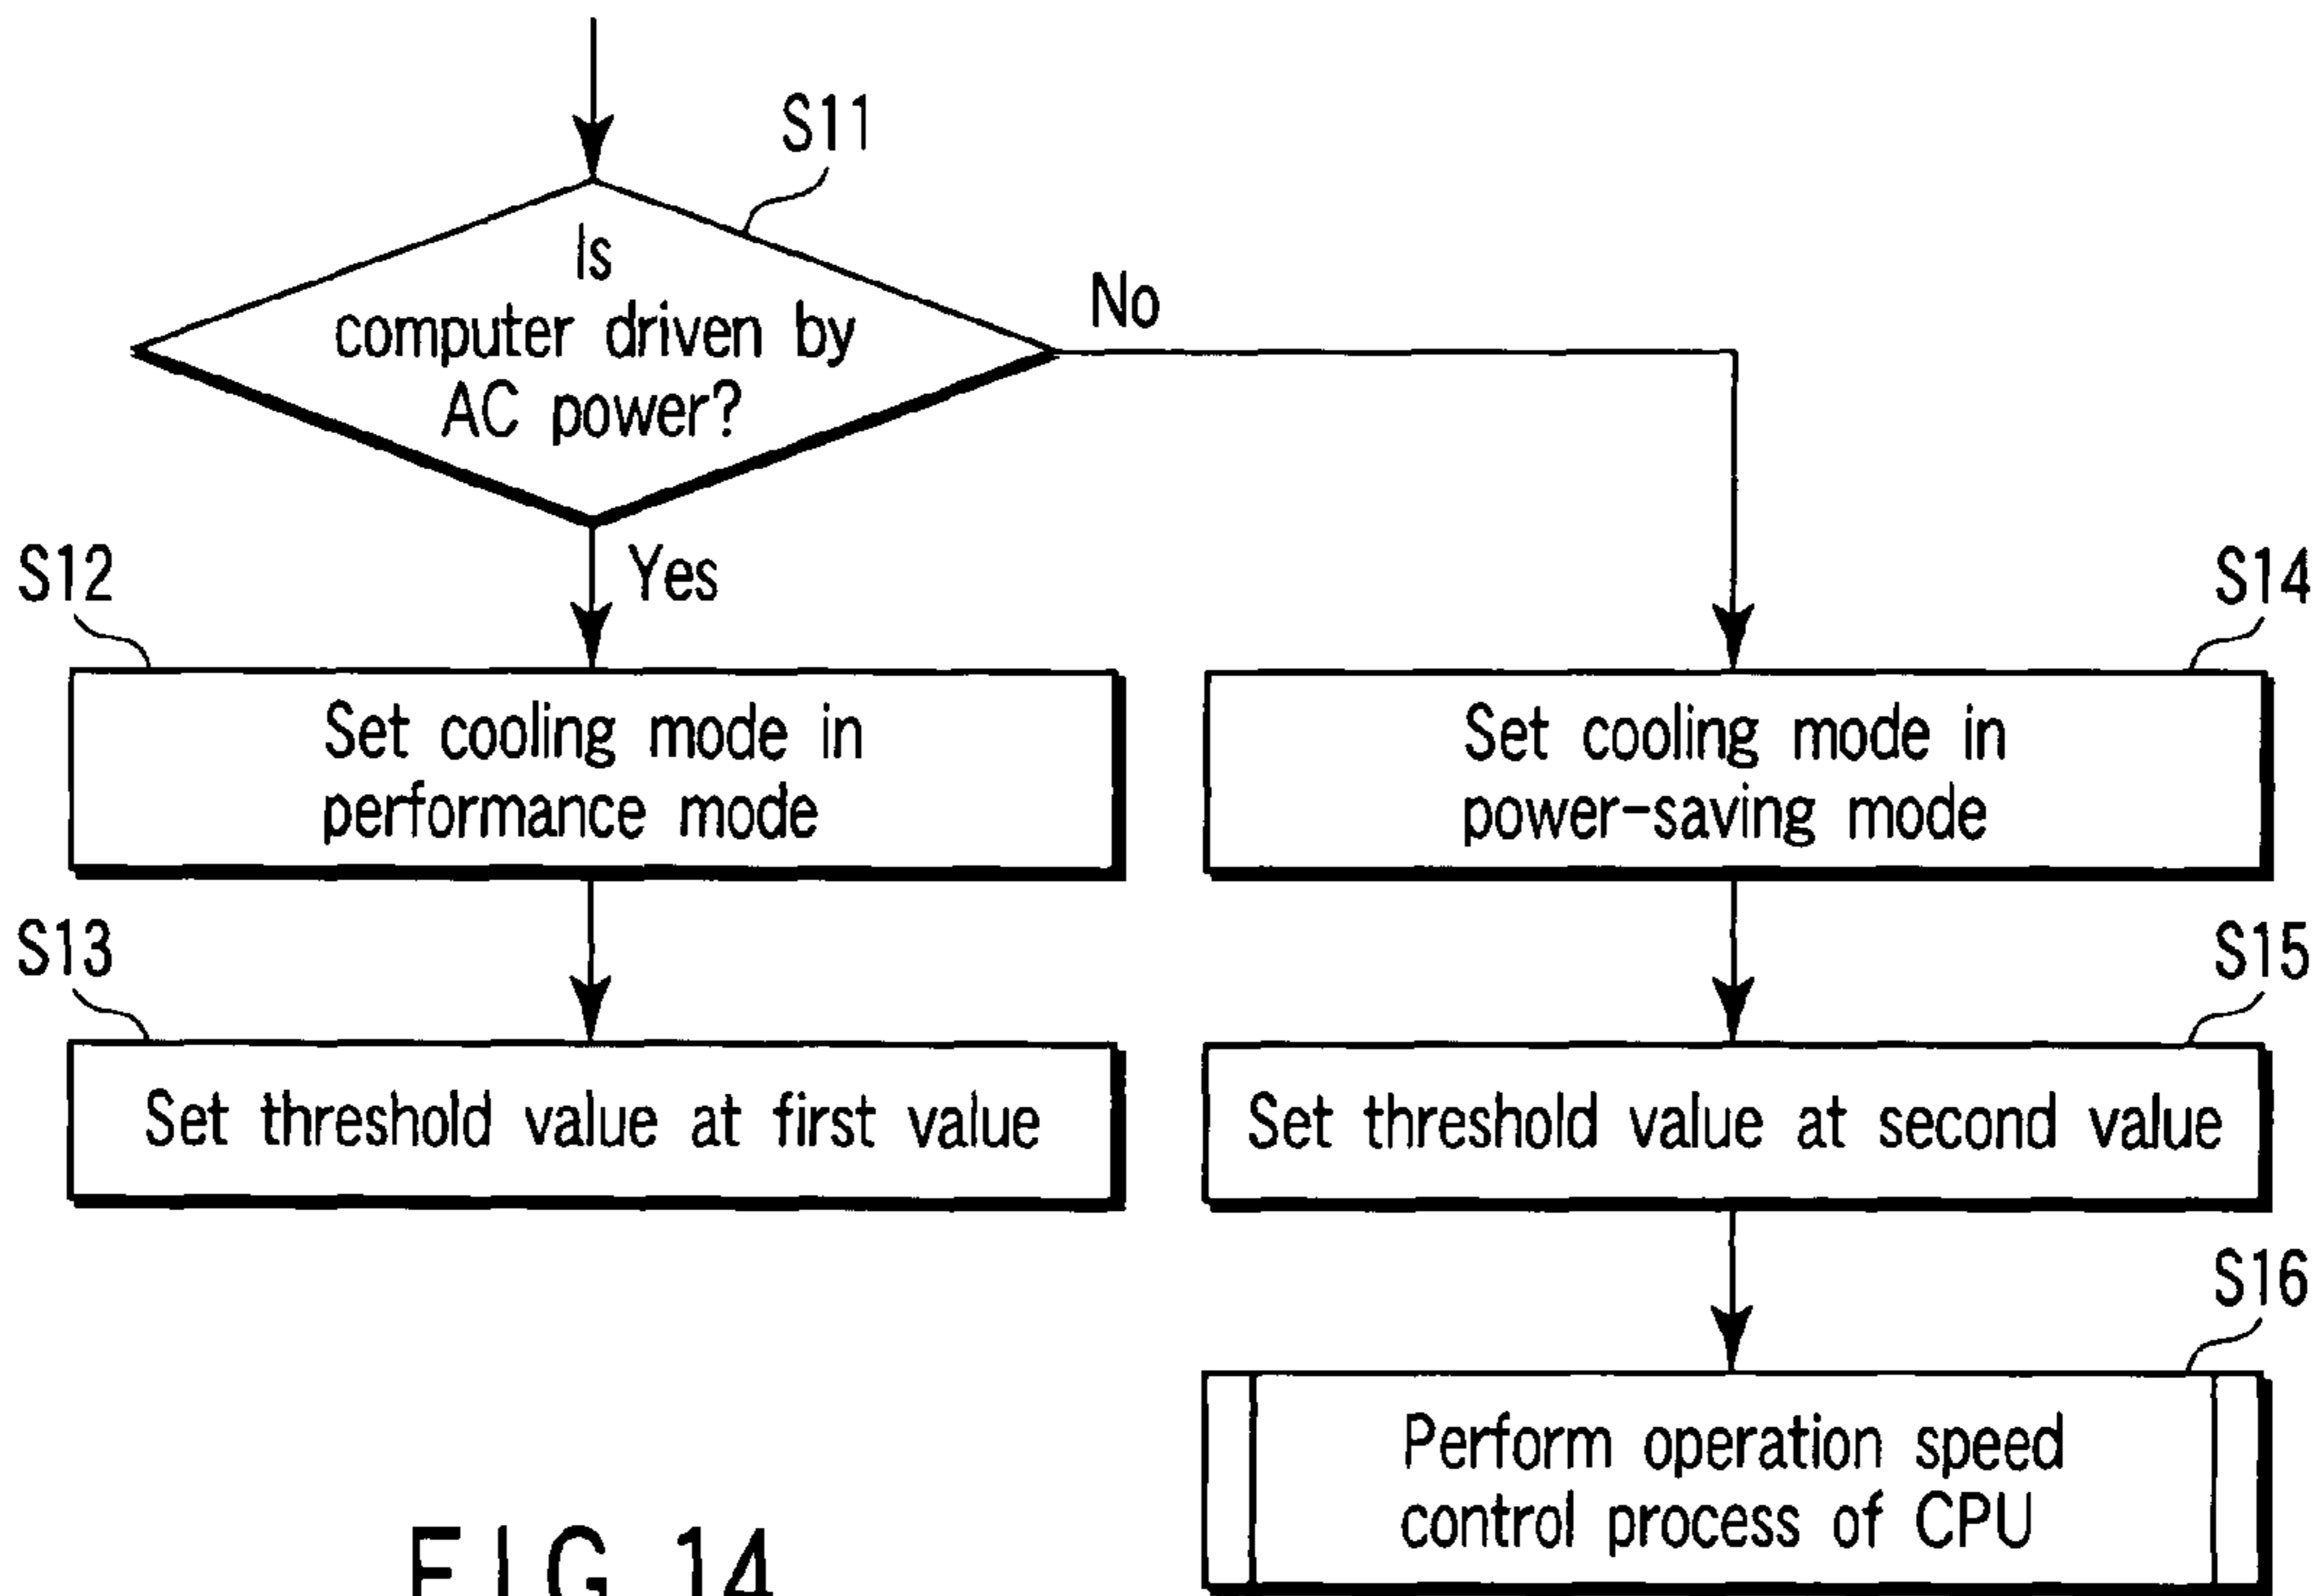 S11
Is
computer driven by
AC power?
No
Yes
S12
Set cooling mode in
performance mode
S14
Set cooling mode in
power-saving mode
S13
Set threshold value at first value
S15
Set threshold value at second value
S16
Perform operation speed
control process of CPU
FIG. 14